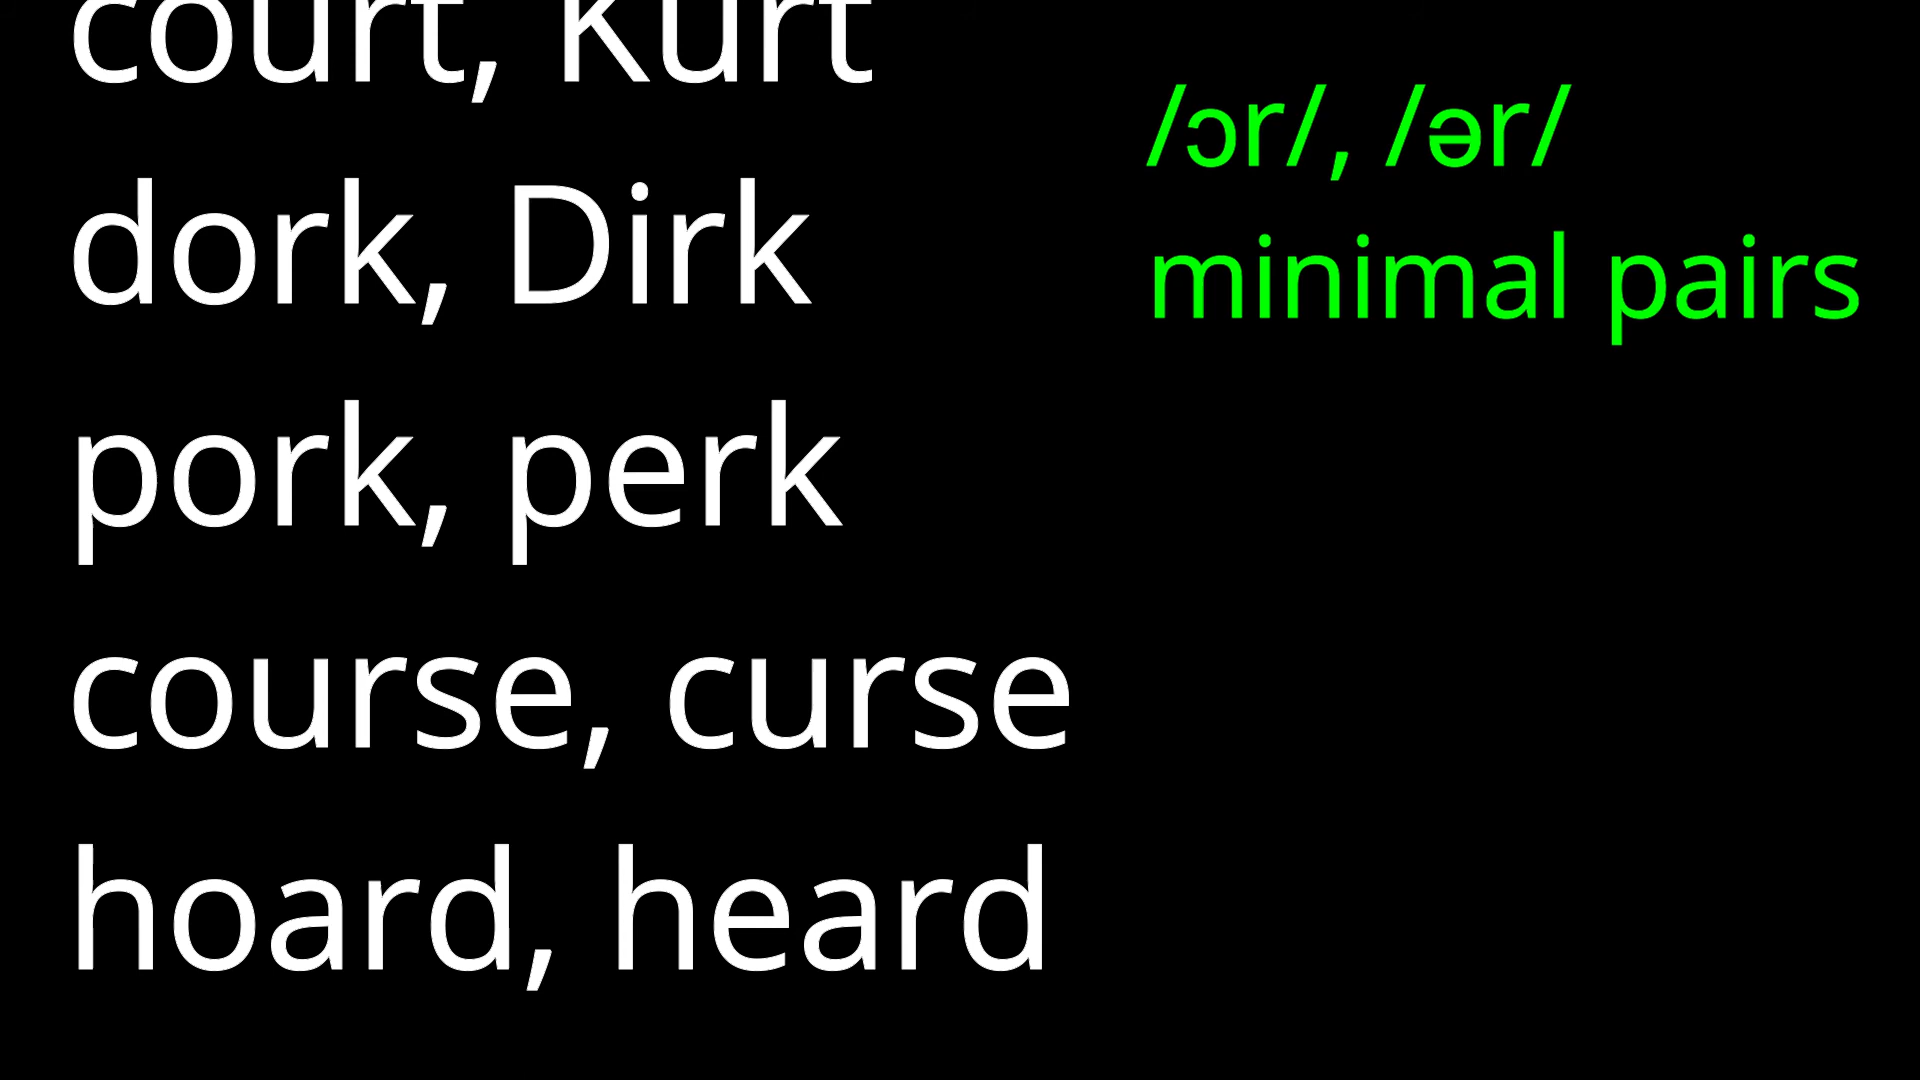 court, Kurt
/ɔr/, /ər/
dork, Dirk
minimal pairs
pork, perk
course, curse
hoard, heard